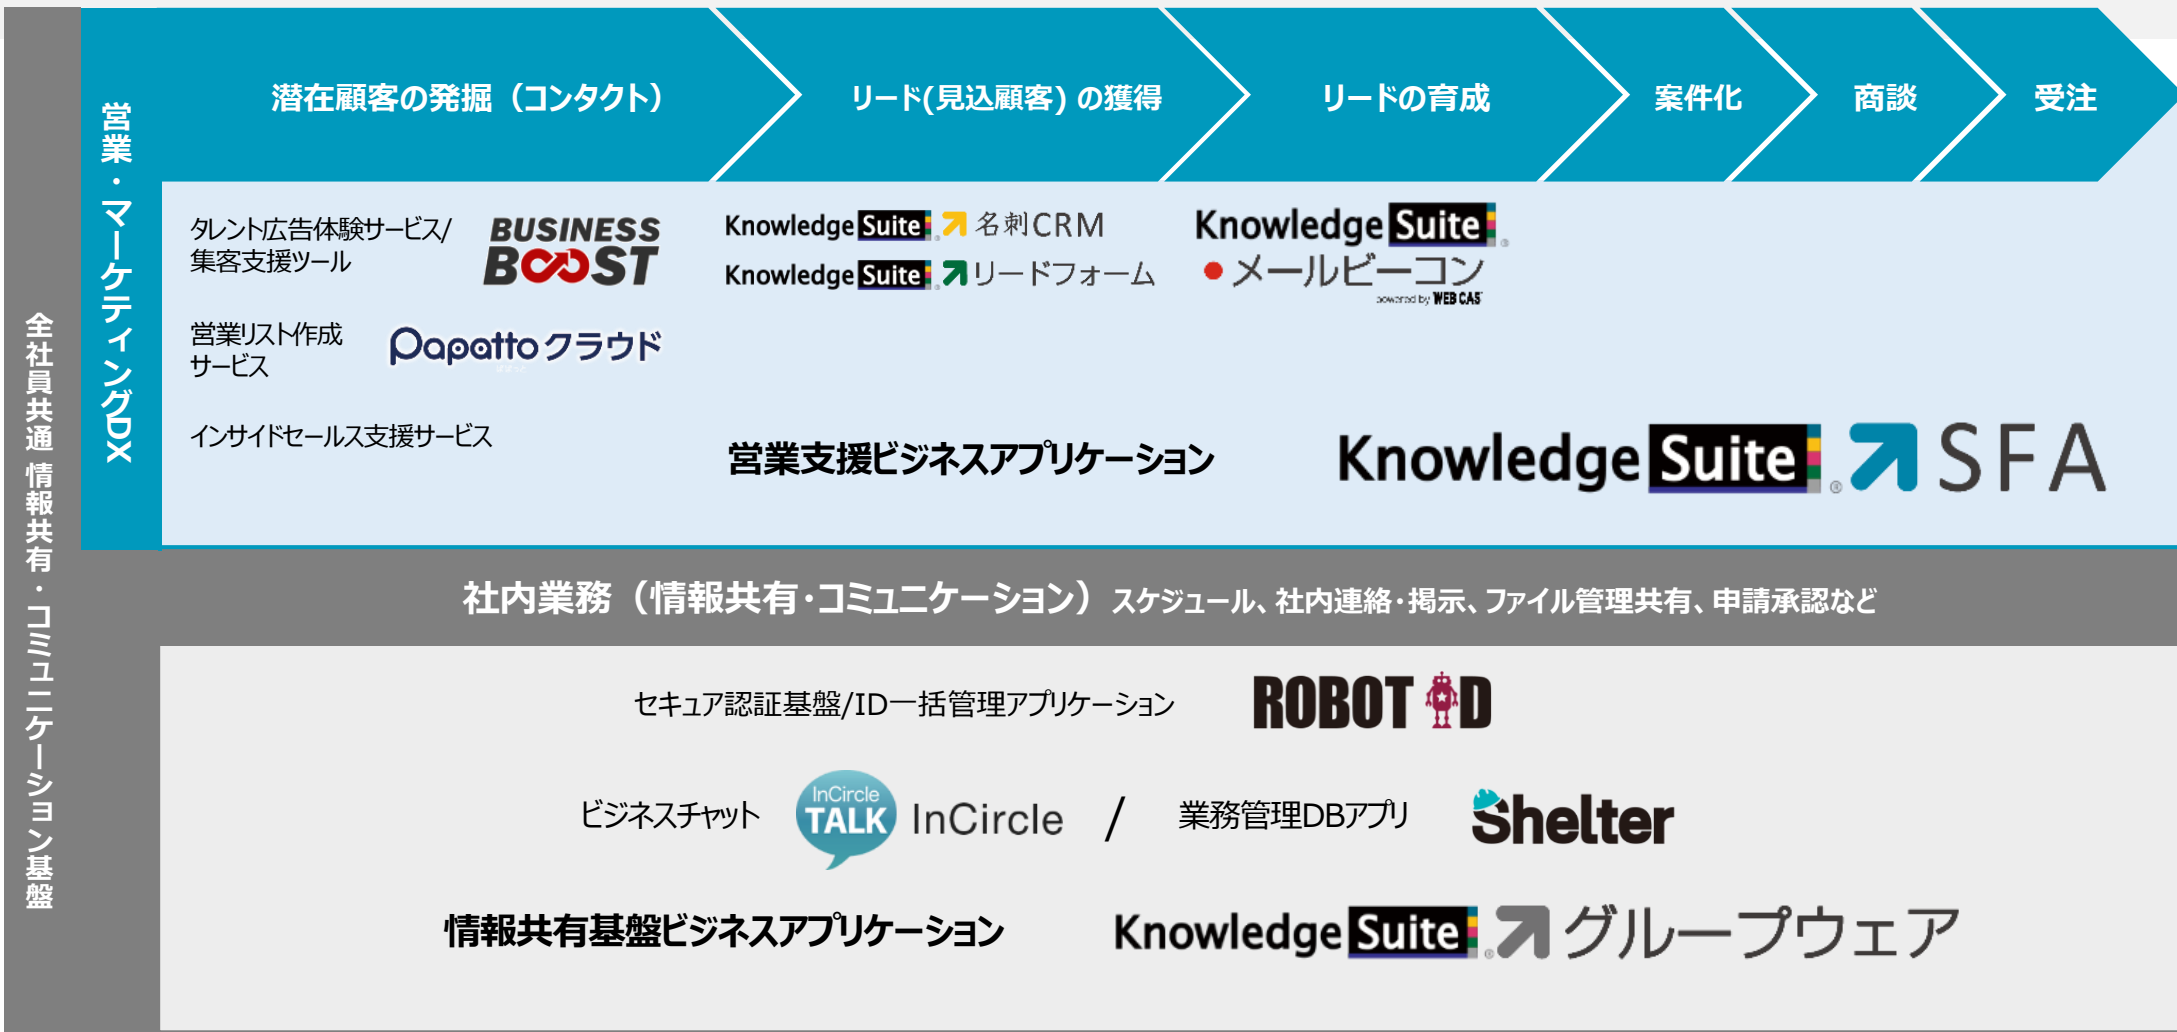 全社員共通 情報共有・コミュニケーション基盤
営業・マーケティングDX
潜在顧客の発掘（コンタクト）
リード(見込顧客) の獲得
リードの育成
案件化
商談
受注
タレント広告体験サービス/
集客支援ツール
BUSINESS
BOOST
営業リスト作成
サービス
Papattoクラウド
インサイドセールス支援サービス
Knowledge Suite 名刺CRM
Knowledge Suite リードフォーム
Knowledge Suite
メールビーコン
powered by WEBCAS
営業支援ビジネスアプリケーション
Knowledge Suite ® SFA
社内業務（情報共有・コミュニケーション）スケジュール、社内連絡・掲示、ファイル管理共有、申請承認など
セキュア認証基盤/ID一括管理アプリケーション
ROBOT ID
ビジネスチャット
InCircle
TALK
InCircle
/
業務管理DBアプリ
Shelter
情報共有基盤ビジネスアプリケーション
Knowledge Suite ® グループウェア